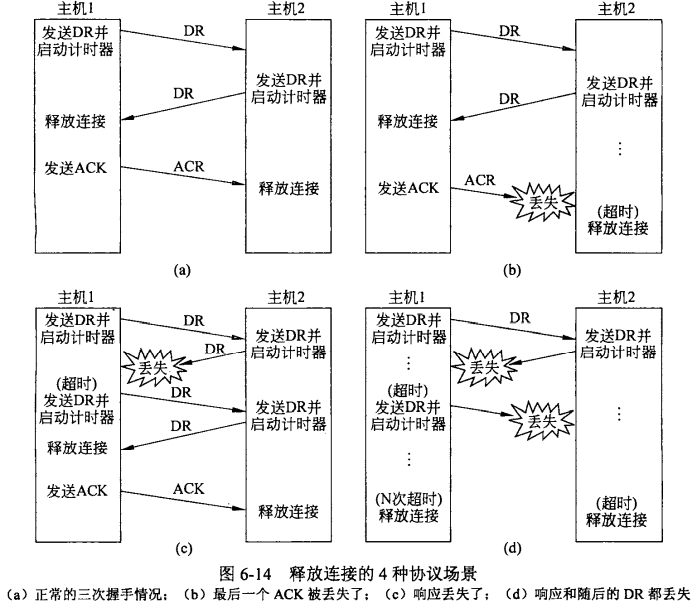 主机1
主机2
发送DR并
启动计时器
DR
发送DR并
启动计时器
DR
释放连接
发送ACK
ACR
释放连接
(a)
主机1
主机2
发送DR并
启动计时器
DR
发送DR并
启动计时器
DR
释放连接
⋮
发送ACK
ACR
丢失
(超时)
释放连接
(b)
主机1
主机2
发送DR并
启动计时器
DR
发送DR并
启动计时器
DR
丢失
(超时)
发送DR并
启动计时器
DR
发送DR并
启动计时器
DR
释放连接
发送ACK
ACK
释放连接
(c)
主机1
主机2
发送DR并
启动计时器
DR
发送DR并
启动计时器
丢失
⋮
(超时)
发送DR并
启动计时器
丢失
⋮
⋮
(N次超时)
释放连接
(超时)
释放连接
(d)
图 6-14 释放连接的 4 种协议场景
(a)正常的三次握手情况；(b)最后一个 ACK 被丢失了；(c)响应丢失了；(d)响应和随后的 DR 都丢失